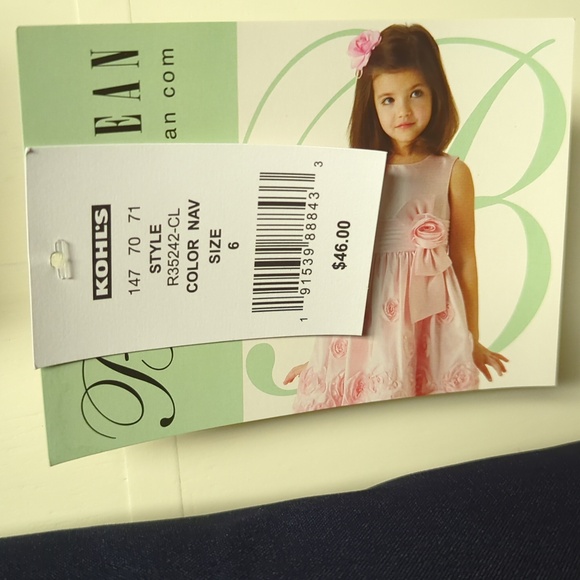 KOHL'S
147 70 71
STYLE
R35242-CL
COLOR NAV
SIZE
6
1 91539 88843 3
$46.00
EAN
an com
B